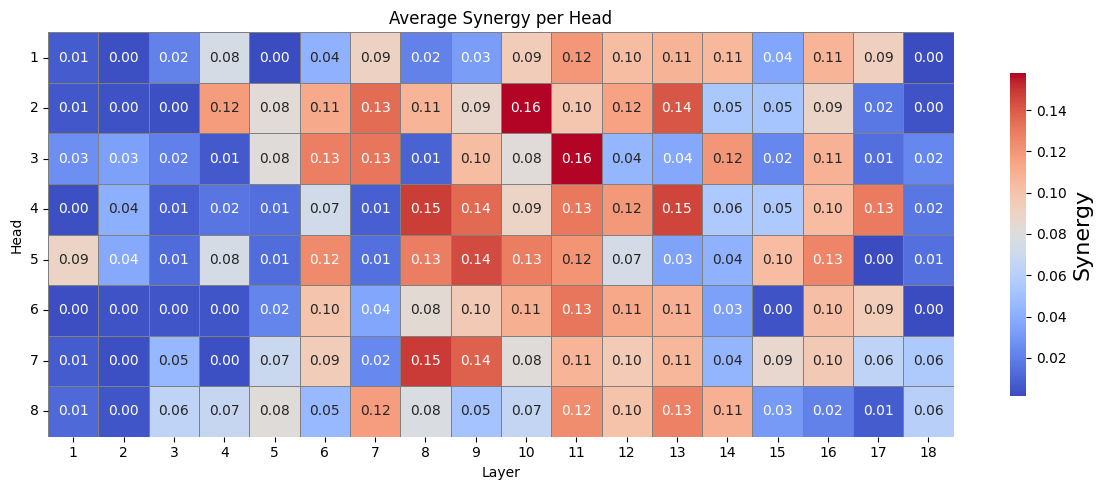 Average Synergy per Head
1 0.01 0.00 0.02 0.08 0.00 0.04 0.09 0.02 0.03 0.09 0.12 0.10 0.11 0.11 0.04 0.11 0.09 0.00
2 0.01 0.00 0.00 0.12 0.08 0.11 0.13 0.11 0.09 0.16 0.10 0.12 0.14 0.05 0.05 0.09 0.02 0.00
3 0.03 0.03 0.02 0.01 0.08 0.13 0.13 0.01 0.10 0.08 0.16 0.04 0.04 0.12 0.02 0.11 0.01 0.02
4 0.00 0.04 0.01 0.02 0.01 0.07 0.01 0.15 0.14 0.09 0.13 0.12 0.15 0.06 0.05 0.10 0.13 0.02
5 0.09 0.04 0.01 0.08 0.01 0.12 0.01 0.13 0.14 0.13 0.12 0.07 0.03 0.04 0.10 0.13 0.00 0.01
6 0.00 0.00 0.00 0.00 0.02 0.10 0.04 0.08 0.10 0.11 0.13 0.11 0.11 0.03 0.00 0.10 0.09 0.00
7 0.01 0.00 0.05 0.00 0.07 0.09 0.02 0.15 0.14 0.08 0.11 0.10 0.11 0.04 0.09 0.10 0.06 0.06
8 0.01 0.00 0.06 0.07 0.08 0.05 0.12 0.08 0.05 0.07 0.12 0.10 0.13 0.11 0.03 0.02 0.01 0.06
1 2 3 4 5 6 7 8 9 10 11 12 13 14 15 16 17 18
Layer
Head
0.14
0.12
0.10
0.08
0.06
0.04
0.02
Synergy